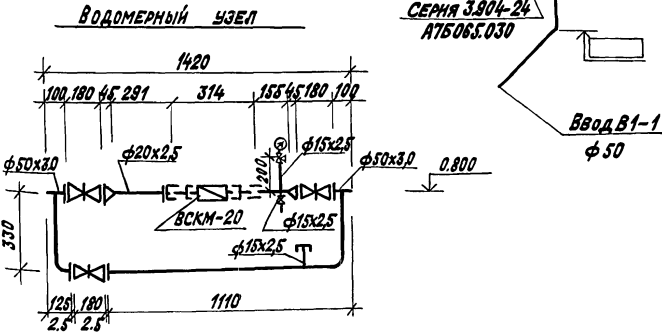 ВОДОМЕРНЫЙ УЗЕЛ
СЕРИЯ 3.904-24
А7Б065.030
1420
100 180 45 291 314 155 45 180 100
ВВОД В1-1
ф50
ф50х3,0
ф20х2,5
200
ф15х2,5
ф50х3,0
0.800
330
ВСКМ-20
ф15х2,5
ф15х2,5
125 180 1110
2.5 2.5